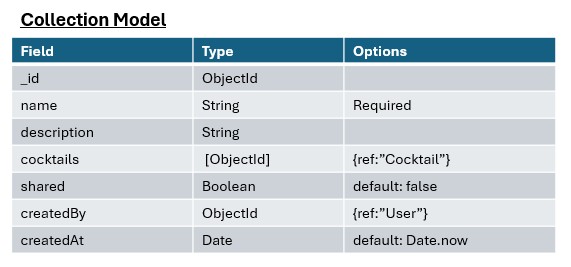 Collection Model
Field Type Options
_id ObjectId
name String Required
description String
cocktails [ObjectId] {ref:”Cocktail”}
shared Boolean default: false
createdBy ObjectId {ref:”User”}
createdAt Date default: Date.now